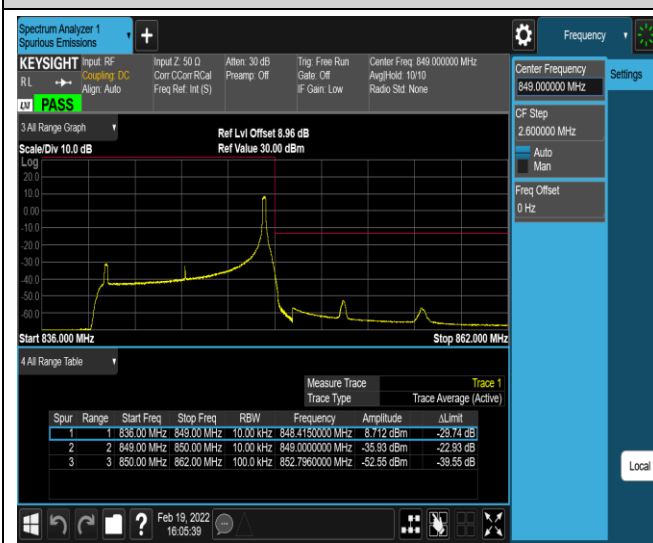 Spectrum Analyzer 1
Spurious Emissions
+
Frequency
KEYSIGHT
RL
Input: RF
Coupling: DC
Align: Auto
Input Z: 50 Ω
Corr CCorr RCal
Freq Ref: Int (S)
Atten: 30 dB
Preamp: Off
Trig: Free Run
Gate: Off
IF Gain: Low
Center Freq: 849.000000 MHz
Avg|Hold: 10/10
Radio Std: None
LXI PASS
Center Frequency
849.000000 MHz
Settings
CF Step
2.600000 MHz
Auto
Man
Freq Offset
0 Hz
3 All Range Graph
Scale/Div 10.0 dB
Ref Lvl Offset 8.96 dB
Ref Value 30.00 dBm
Log
20.0
10.0
0.00
-10.0
-20.0
-30.0
-40.0
-50.0
-60.0
Start 836.000 MHz Stop 862.000 MHz
4 All Range Table
Measure Trace Trace 1
Trace Type Trace Average (Active)
Spur Range Start Freq Stop Freq RBW Frequency Amplitude ΔLimit
1 1 836.00 MHz 849.00 MHz 10.00 kHz 848.4150000 MHz 8.712 dBm -29.74 dB
2 2 849.00 MHz 850.00 MHz 10.00 kHz 849.0000000 MHz -35.93 dBm -22.93 dB
3 3 850.00 MHz 862.00 MHz 100.0 kHz 852.7960000 MHz -52.55 dBm -39.55 dB
Local
?
Feb 19, 2022
16:05:39